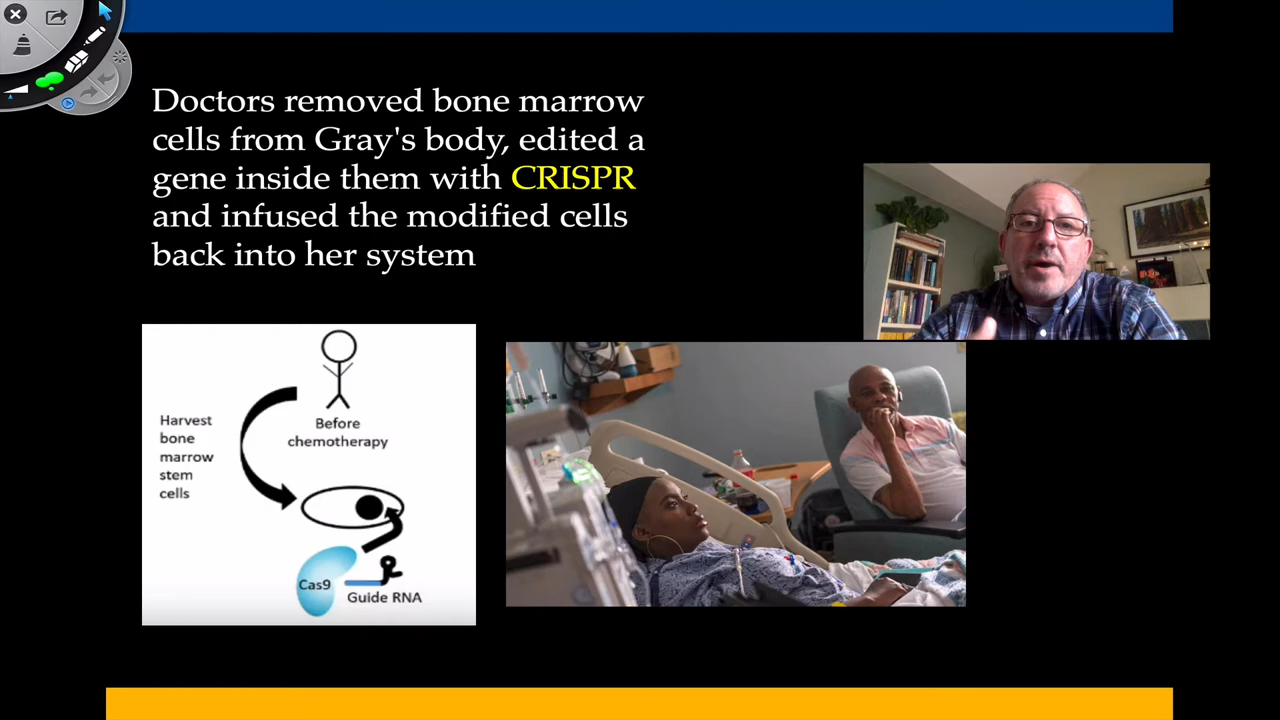 Doctors removed bone marrow
cells from Gray's body, edited a
gene inside them with CRISPR
and infused the modified cells
back into her system
Before
chemotherapy
Harvest
bone
marrow
stem
cells
Cas9
Guide RNA